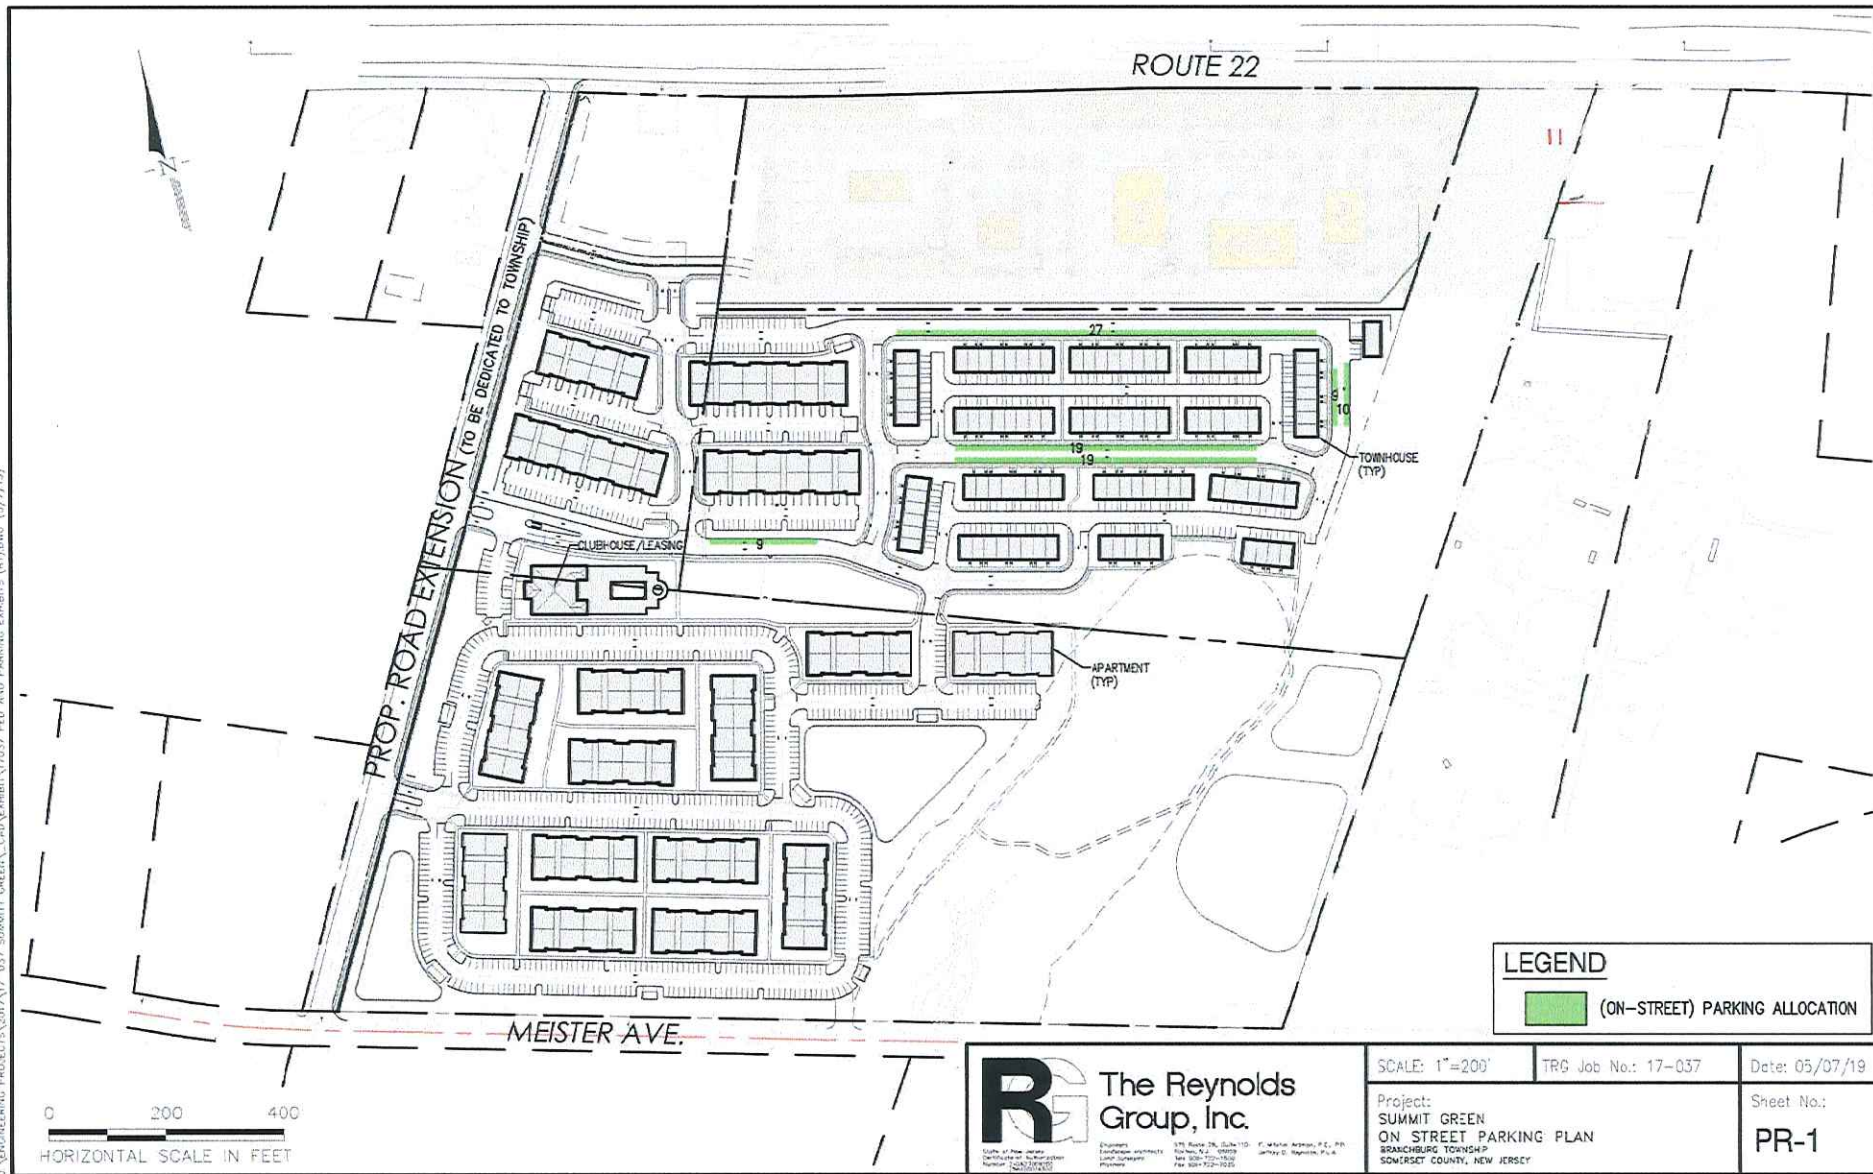 ROUTE 22
N
PROP. ROAD EXTENSION (TO BE DEDICATED TO TOWNSHIP)
27
9
10
19
19
TOWNHOUSE
(TYP)
9
CLUBHOUSE/LEASING
APARTMENT
(TYP)
MEISTER AVE.
LEGEND
(ON-STREET) PARKING ALLOCATION
0 200 400
HORIZONTAL SCALE IN FEET
RG
The Reynolds
Group, Inc.
SCALE: 1"=200'
TRG Job No.: 17-037
Date: 05/07/19
Project:
SUMMIT GREEN
ON STREET PARKING PLAN
BRANCHBURG TOWNSHIP
SOMERSET COUNTY, NEW JERSEY
Sheet No.:
PR-1